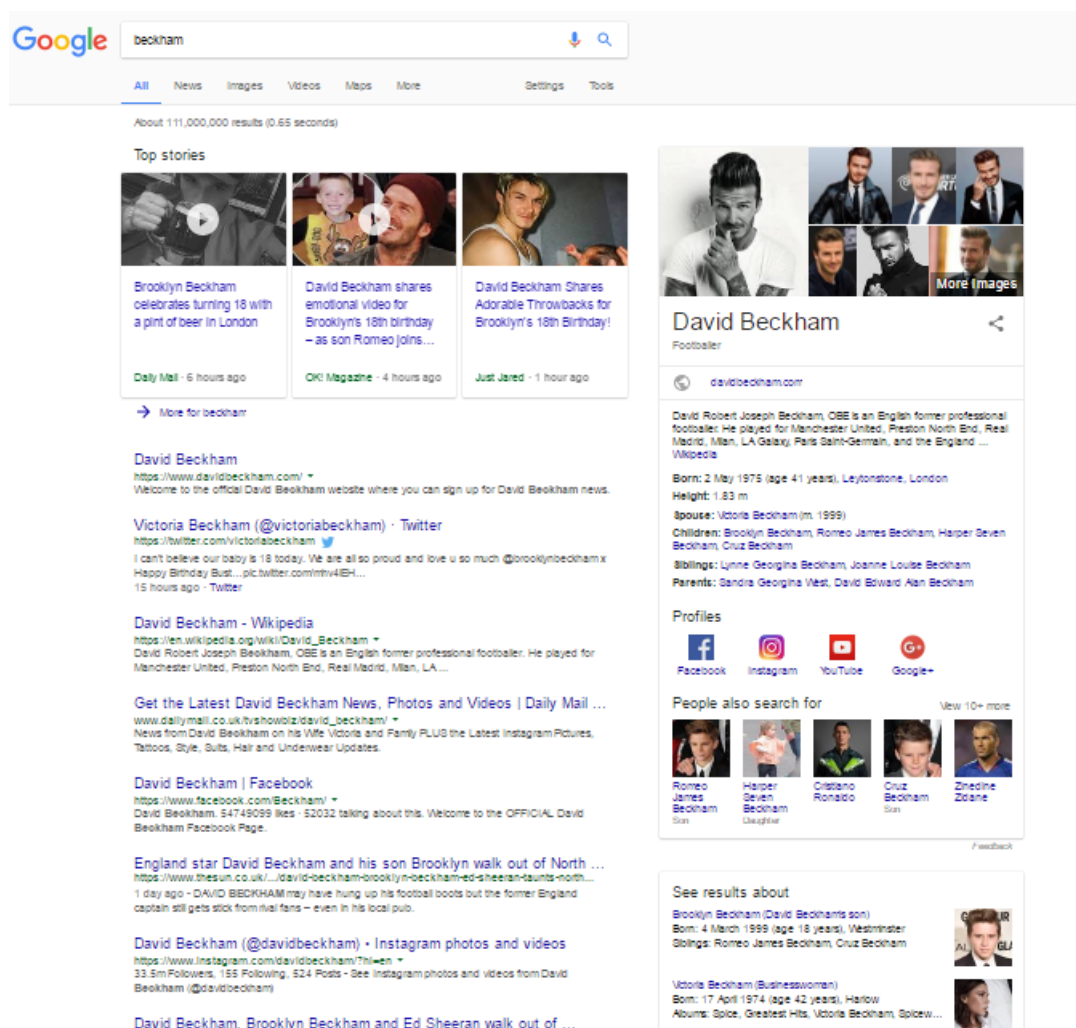 Google
beckham
All News Images Videos Maps More Settings Tools
About 111,000,000 results (0.65 seconds)
Top stories
Brooklyn Beckham
celebrates turning 18 with
a pint of beer in London
Daily Mail - 6 hours ago
David Beckham shares
emotional video for
Brooklyn's 18th birthday
– as son Romeo joins...
OK! Magazine - 4 hours ago
David Beckham Shares
Adorable Throwbacks for
Brooklyn's 18th Birthday!
Just Jared - 1 hour ago
More for beckham
David Beckham
https://www.davidbeckham.com/
Welcome to the official David Beckham website where you can sign up for David Beckham news.
Victoria Beckham (@victoriabeckham) · Twitter
https://twitter.com/victoriabeckham
I can't believe our baby is 18 today. We are all so proud and love u so much @brooklynbeckham x
Happy Birthday Bust... pic.twitter.com/mhv4IEH...
15 hours ago · Twitter
David Beckham - Wikipedia
https://en.wikipedia.org/wiki/David_Beckham
David Robert Joseph Beckham, OBE is an English former professional footballer. He played for
Manchester United, Preston North End, Real Madrid, Milan, LA ...
Get the Latest David Beckham News, Photos and Videos | Daily Mail ...
www.dailymail.co.uk/tvshowbiz/david_beckham/
News from David Beckham on his Wife Victoria and Family PLUS the Latest Instagram Pictures,
Tattoos, Style, Suits, Hair and Underwear Updates.
David Beckham | Facebook
https://www.facebook.com/Beckham/
David Beckham. 54749099 likes · 52032 talking about this. Welcome to the OFFICIAL David
Beckham Facebook Page.
England star David Beckham and his son Brooklyn walk out of North ...
https://www.thesun.co.uk/.../david-beckham-brooklyn-beckham-ed-sheeran-taunts-north...
1 day ago - DAVID BECKHAM may have hung up his football boots but the former England
captain still gets stick from rival fans – even in his local pub.
David Beckham (@davidbeckham) • Instagram photos and videos
https://www.instagram.com/davidbeckham/?hl=en
33.5m Followers, 155 Following, 524 Posts - See Instagram photos and videos from David
Beckham (@davidbeckham)
David Beckham, Brooklyn Beckham and Ed Sheeran walk out of ...
More Images
David Beckham
Footballer
davidbeckham.com
David Robert Joseph Beckham, OBE is an English former professional
footballer. He played for Manchester United, Preston North End, Real
Madrid, Milan, LA Galaxy, Paris Saint-Germain, and the England ...
Wikipedia
Born: 2 May 1975 (age 41 years), Leytonstone, London
Height: 1.83 m
Spouse: Victoria Beckham (m. 1999)
Children: Brooklyn Beckham, Romeo James Beckham, Harper Seven
Beckham, Cruz Beckham
Siblings: Lynne Georgina Beckham, Joanne Louise Beckham
Parents: Sandra Georgina West, David Edward Alan Beckham
Profiles
Facebook Instagram YouTube Google+
People also search for View 10+ more
Romeo
James
Beckham
Son
Harper
Seven
Beckham
Daughter
Cristiano
Ronaldo
Cruz
Beckham
Son
Zinedine
Zidane
Feedback
See results about
Brooklyn Beckham (David Beckham's son)
Born: 4 March 1999 (age 18 years), Westminster
Siblings: Romeo James Beckham, Cruz Beckham
Victoria Beckham (Businesswoman)
Born: 17 April 1974 (age 42 years), Harlow
Albums: Spice, Greatest Hits, Victoria Beckham, Spicew...